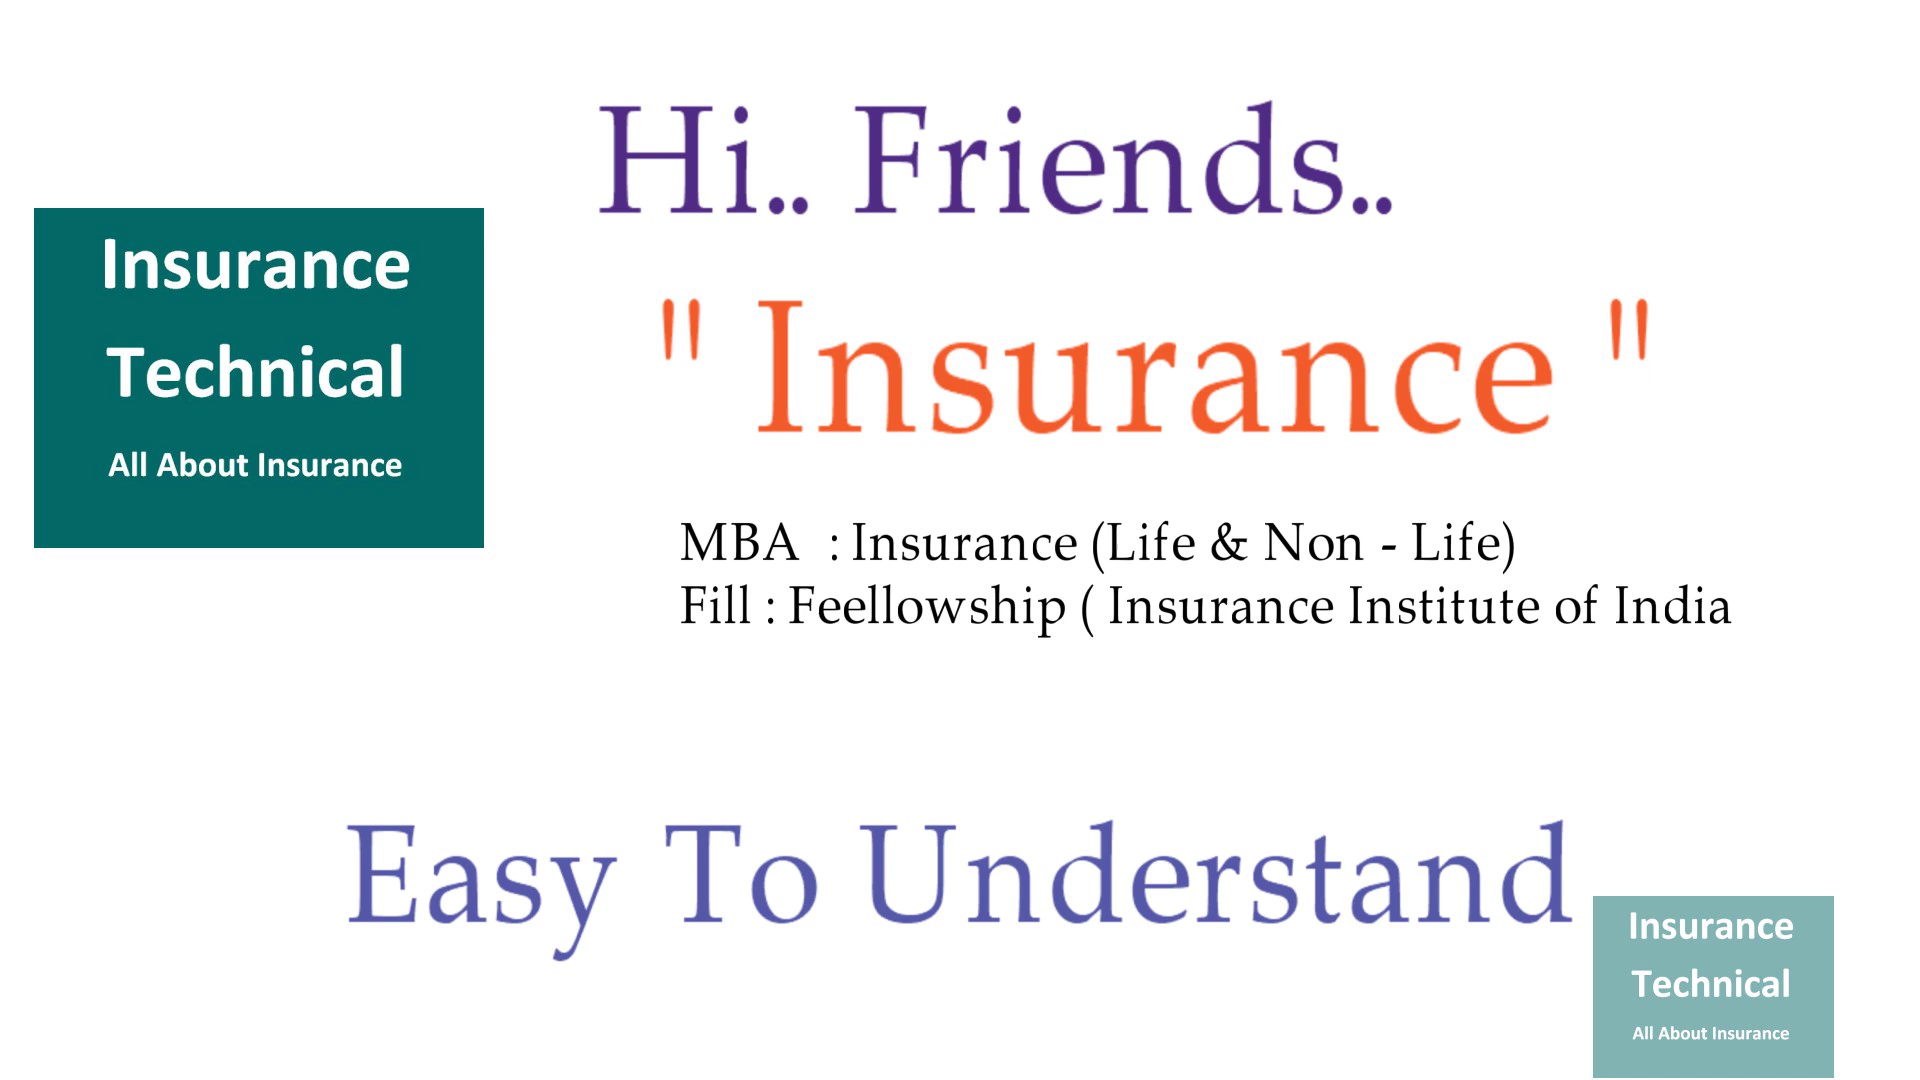 Hi.. Friends..
Insurance
Technical
All About Insurance
" Insurance "
MBA : Insurance (Life & Non - Life)
Fill : Feellowship ( Insurance Institute of India
Easy To Understand
Insurance
Technical
All About Insurance